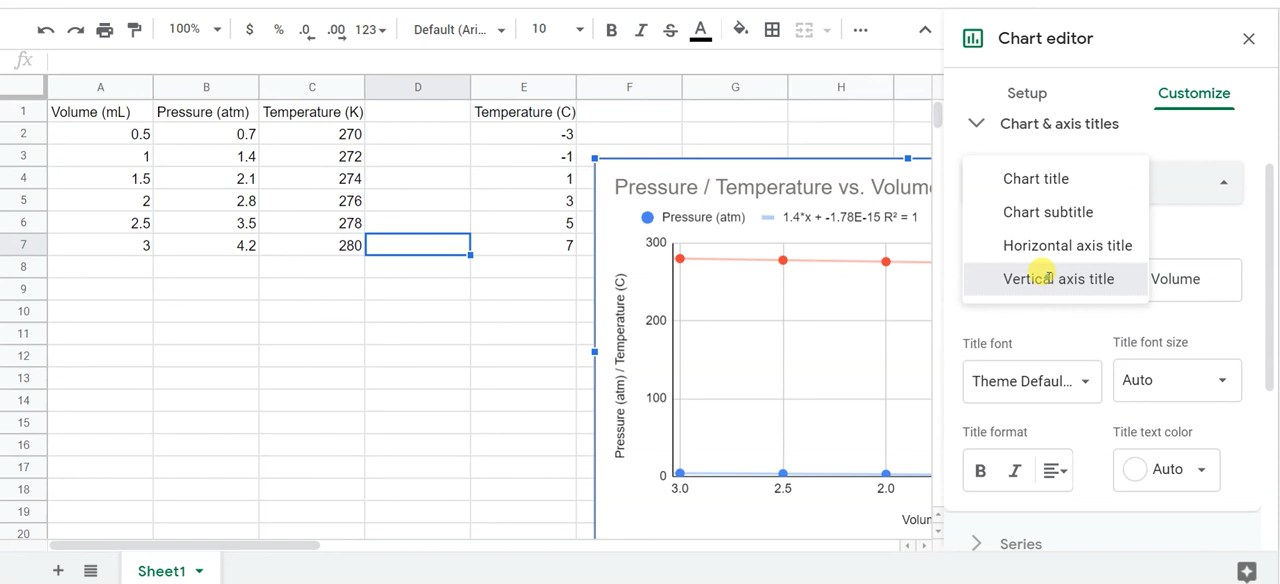 100% $ % .0 .00 123 Default (Ari... 10 B I S A ...
fx
A B C D E F G H
1 Volume (mL) Pressure (atm) Temperature (K) Temperature (C)
2 0.5 0.7 270 -3
3 1 1.4 272 -1
4 1.5 2.1 274 1
5 2 2.8 276 3
6 2.5 3.5 278 5
7 3 4.2 280 7
8
9
10
11
12
13
14
15
16
17
18
19
20
Pressure / Temperature vs. Volume
Pressure (atm) 1.4*x + -1.78E-15 R² = 1
300
200
100
0
Pressure (atm) / Temperature (C)
3.0 2.5 2.0
Volum
Sheet1
Chart editor
Setup Customize
Chart & axis titles
Chart title
Chart subtitle
Horizontal axis title
Vertical axis title
Volume
Title font Title font size
Theme Defaul... Auto
Title format Title text color
B I Auto
Series